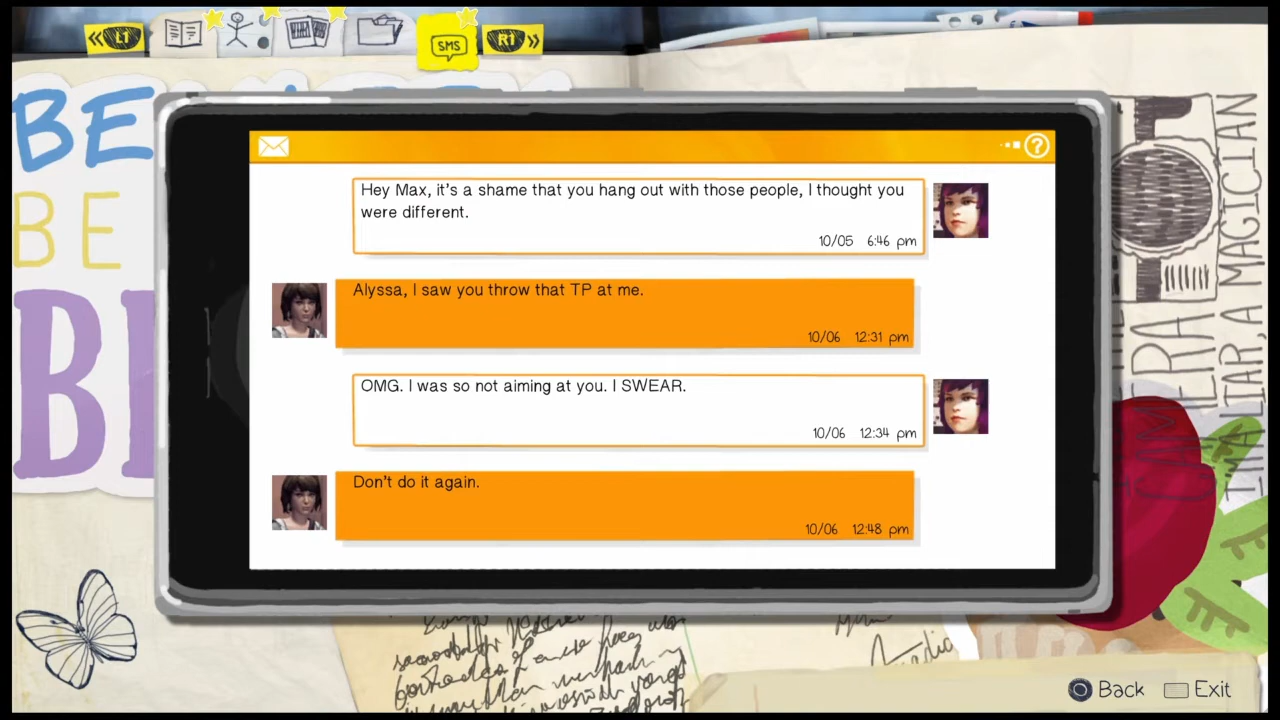 L1
SMS
R1
BE
BE
Hey Max, it's a shame that you hang out with those people, I thought you
were different.
10/05 6:46 pm
Alyssa, I saw you throw that TP at me.
10/06 12:31 pm
OMG. I was so not aiming at you. I SWEAR.
10/06 12:34 pm
Don't do it again.
10/06 12:48 pm
CAMERA
I'M A LIAR, A MAGICIAN
Back
Exit